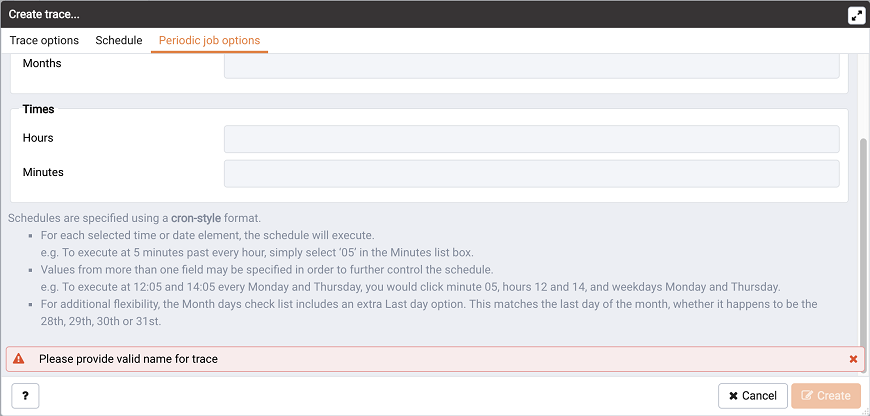 Create trace...
Trace options Schedule Periodic job options
Months
Times
Hours
Minutes
Schedules are specified using a cron-style format.
For each selected time or date element, the schedule will execute.
e.g. To execute at 5 minutes past every hour, simply select ‘05’ in the Minutes list box.
Values from more than one field may be specified in order to further control the schedule.
e.g. To execute at 12:05 and 14:05 every Monday and Thursday, you would click minute 05, hours 12 and 14, and weekdays Monday and Thursday.
For additional flexibility, the Month days check list includes an extra Last day option. This matches the last day of the month, whether it happens to be the
28th, 29th, 30th or 31st.
Please provide valid name for trace
? Cancel Create